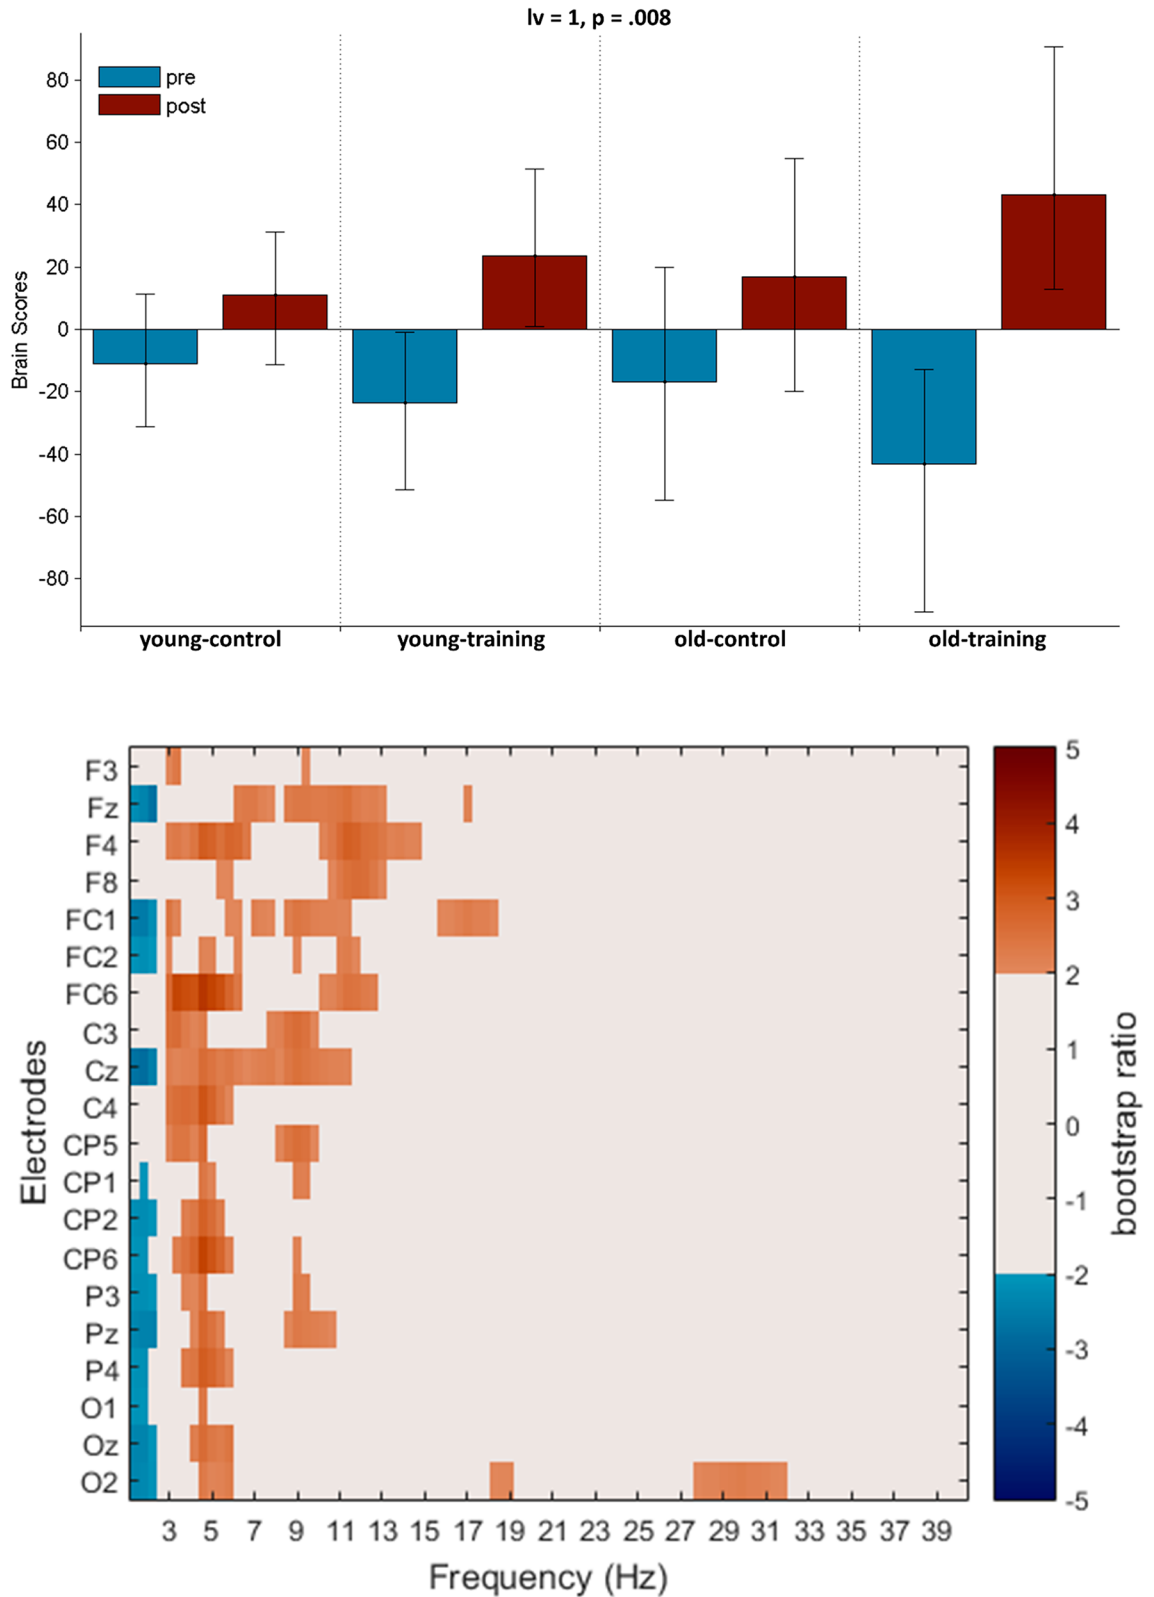 lv = 1, p = .008
pre
post
80
60
40
20
0
-20
-40
-60
-80
Brain Scores
young-control young-training old-control old-training
F3
Fz
F4
F8
FC1
FC2
FC6
C3
Cz
C4
CP5
CP1
CP2
CP6
P3
Pz
P4
O1
Oz
O2
Electrodes
3 5 7 9 11 13 15 17 19 21 23 25 27 29 31 33 35 37 39
Frequency (Hz)
5
4
3
2
1
0
-1
-2
-3
-4
-5
bootstrap ratio